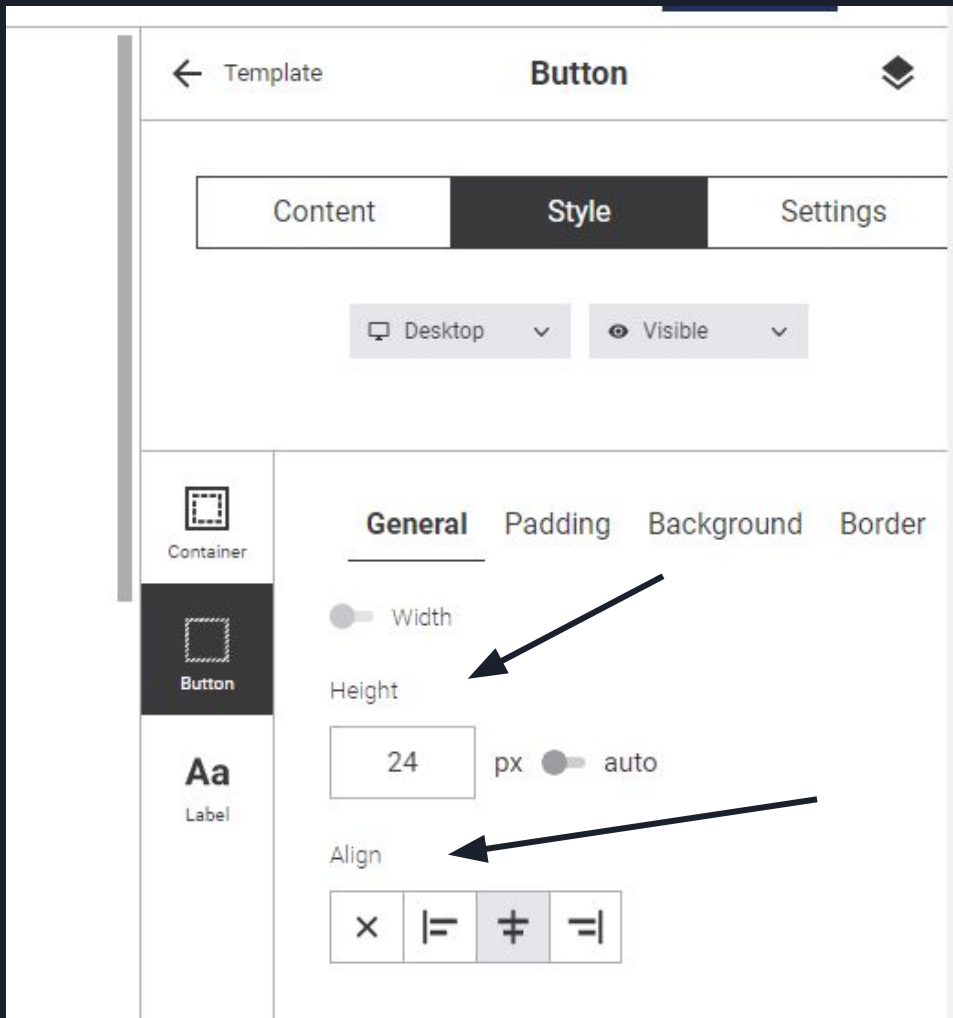 Template Button
Content Style Settings
Desktop Visible
Container
General Padding Background Border
Width
Button
Height
24 px auto
Aa
Label
Align